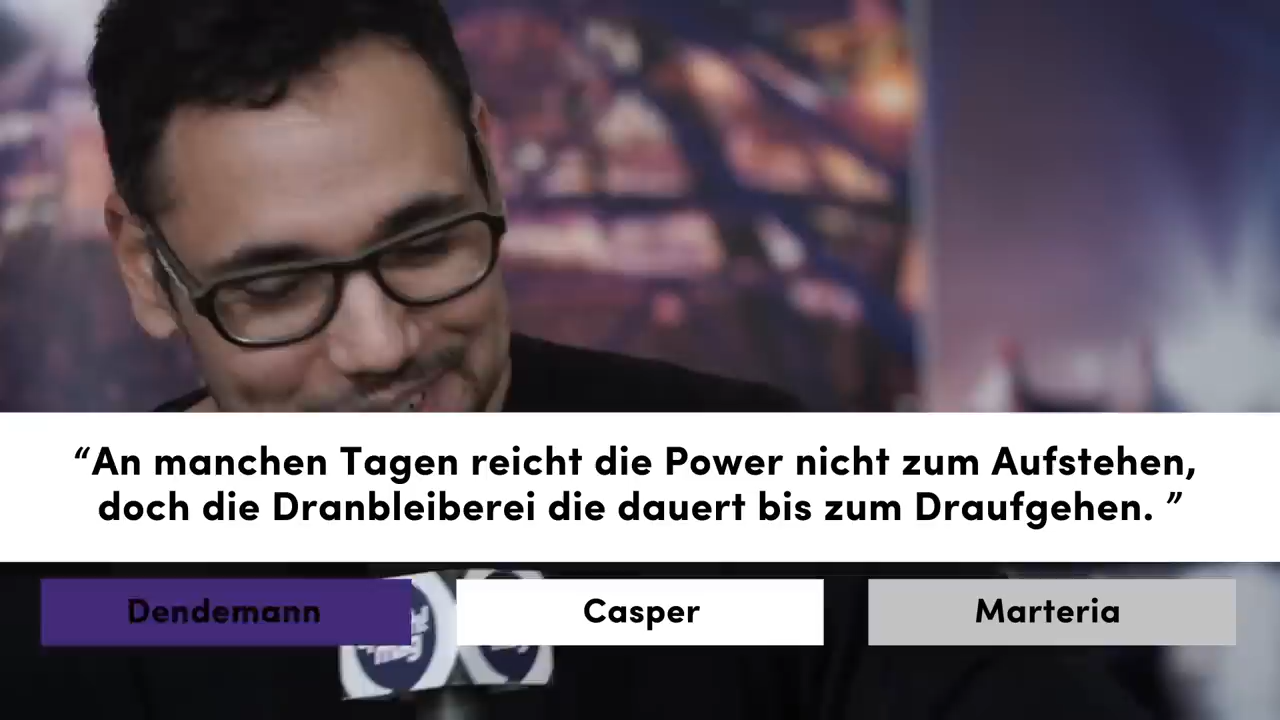 “An manchen Tagen reicht die Power nicht zum Aufstehen,
doch die Dranbleiberei die dauert bis zum Draufgehen. ”
Dendemann
Casper
Marteria
mag